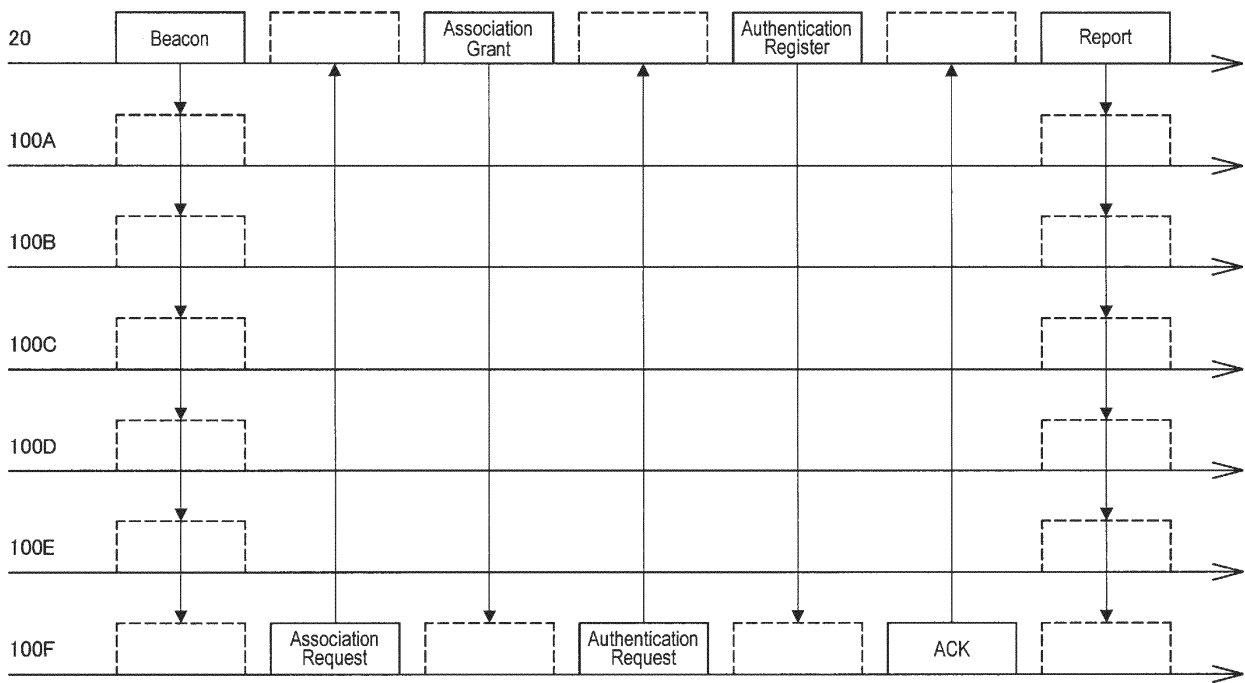 20
Beacon
Association
Grant
Authentication
Register
Report
100A
100B
100C
100D
100E
100F
Association
Request
Authentication
Request
ACK